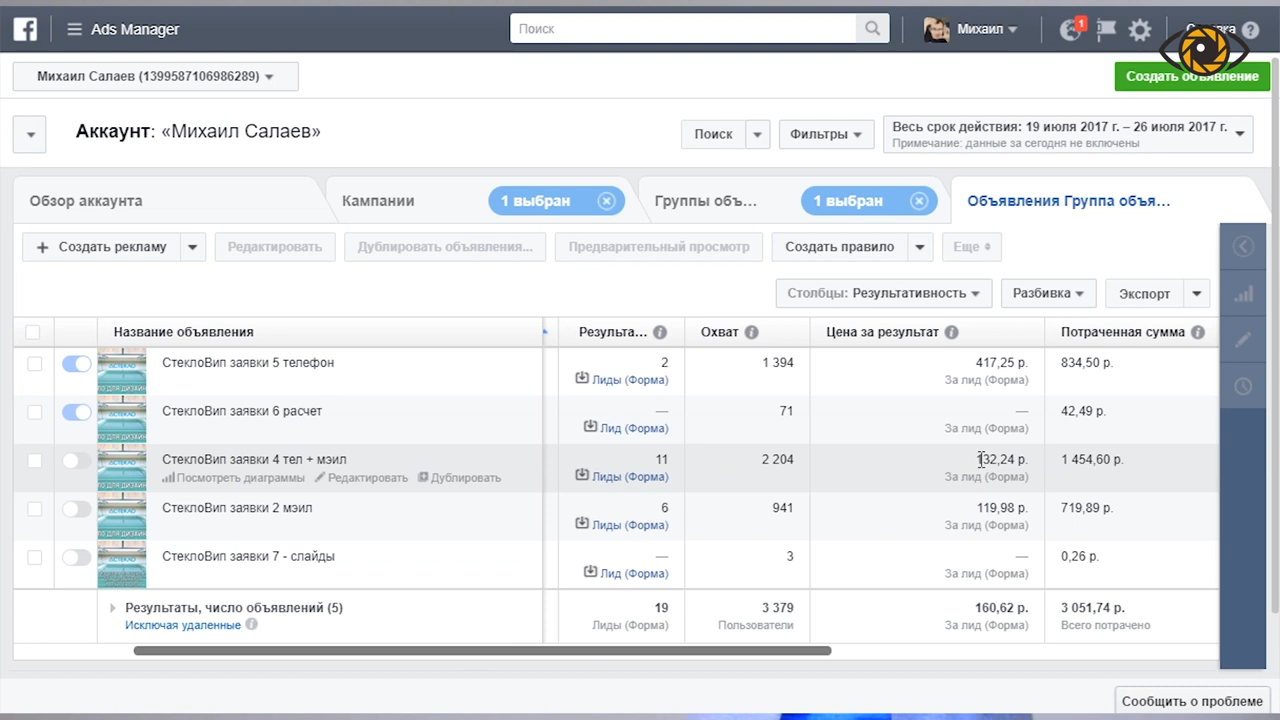 f
Ads Manager
Поиск
Михаил
1
Михаил Салаев (1399587106986289)
Создать объявление
Аккаунт: «Михаил Салаев»
Поиск
Фильтры
Весь срок действия: 19 июля 2017 г. – 26 июля 2017 г.
Примечание: данные за сегодня не включены
Обзор аккаунта
Кампании
1 выбран
Группы объ...
1 выбран
Объявления Группа объя...
+ Создать рекламу
Редактировать
Дублировать объявления...
Предварительный просмотр
Создать правило
Еще
Столбцы: Результативность
Разбивка
Экспорт
Название объявления
Результа...
Охват
Цена за результат
Потраченная сумма
СтеклоВип заявки 5 телефон
2
1 394
417,25 р.
834,50 р.
Лиды (Форма)
За лид (Форма)
СтеклоВип заявки 6 расчет
—
71
—
42,49 р.
Лид (Форма)
За лид (Форма)
СтеклоВип заявки 4 тел + мэил
11
2 204
132,24 р.
1 454,60 р.
Посмотреть диаграммы
Редактировать
Дублировать
Лиды (Форма)
За лид (Форма)
СтеклоВип заявки 2 мэил
6
941
119,98 р.
719,89 р.
Лиды (Форма)
За лид (Форма)
СтеклоВип заявки 7 - слайды
—
3
—
0,26 р.
Лид (Форма)
За лид (Форма)
Результаты, число объявлений (5)
19
3 379
160,62 р.
3 051,74 р.
Исключая удаленные
Лиды (Форма)
Пользователи
За лид (Форма)
Всего потрачено
Сообщить о проблеме